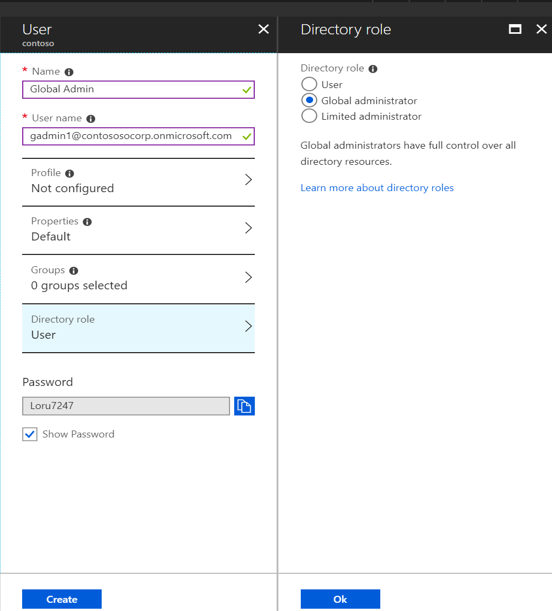 User
contoso
* Name
Global Admin
* User name
gadmin1@contososocorp.onmicrosoft.com
Profile
Not configured
Properties
Default
Groups
0 groups selected
Directory role
User
Password
Loru7247
Show Password
Create
Directory role
Directory role
User
Global administrator
Limited administrator
Global administrators have full control over all
directory resources.
Learn more about directory roles
Ok